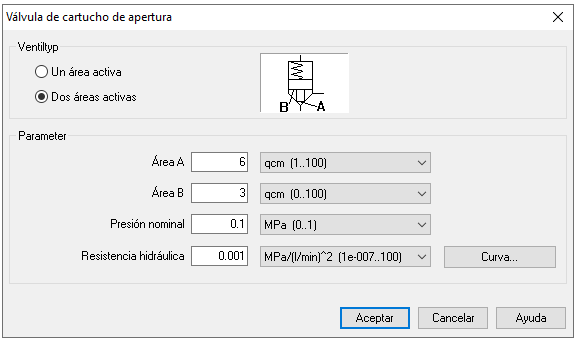 Válvula de cartucho de apertura
Ventiltyp
Un área activa
Dos áreas activas
B A
Parameter
Área A 6 qcm (1..100)
Área B 3 qcm (0..100)
Presión nominal 0.1 MPa (0..1)
Resistencia hidráulica 0.001 MPa/(l/min)^2 (1e-007..100) Curva...
Aceptar Cancelar Ayuda